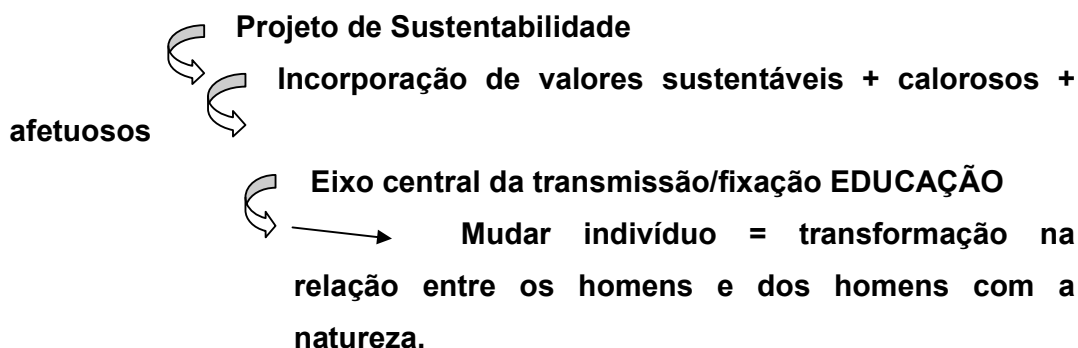 Projeto de Sustentabilidade
Incorporação de valores sustentáveis + calorosos +
afetuosos
Eixo central da transmissão/fixação EDUCAÇÃO
Mudar indivíduo = transformação na
relação entre os homens e dos homens com a
natureza.